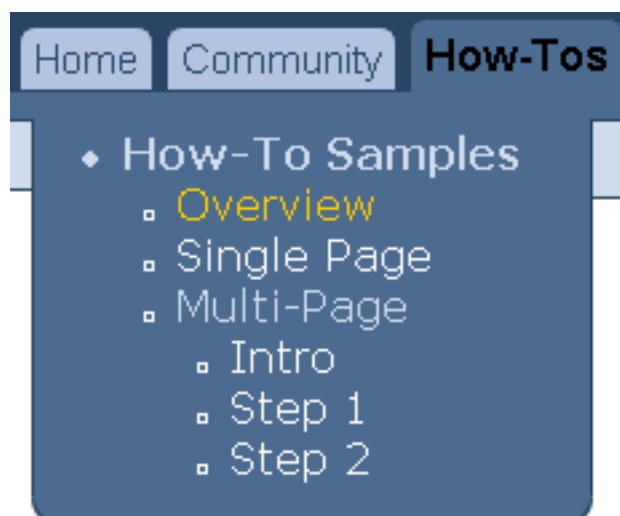 Home Community How-Tos
How-To Samples
Overview
Single Page
Multi-Page
Intro
Step 1
Step 2